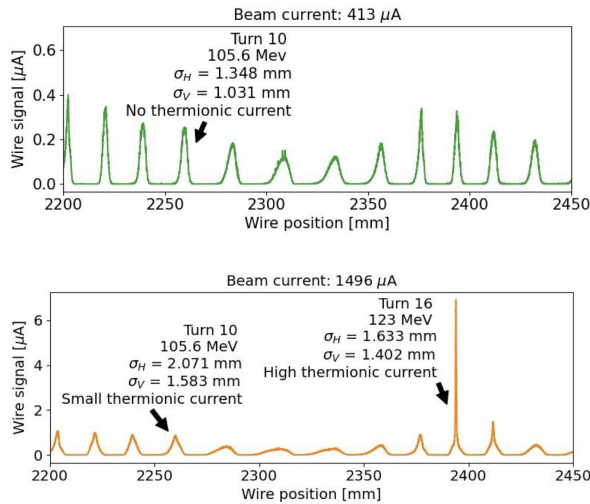 Beam current: 413 μA
Wire signal [μA]
0.6
0.4
0.2
0.0
Turn 10
105.6 Mev
σH = 1.348 mm
σV = 1.031 mm
No thermionic current
2200
2250
2300
2350
2400
2450
Wire position [mm]
Beam current: 1496 μA
Wire signal [μA]
6
4
2
0
Turn 10
105.6 MeV
σH = 2.071 mm
σV = 1.583 mm
Small thermionic current
Turn 16
123 MeV
σH = 1.633 mm
σV = 1.402 mm
High thermionic current
2200
2250
2300
2350
2400
2450
Wire position [mm]